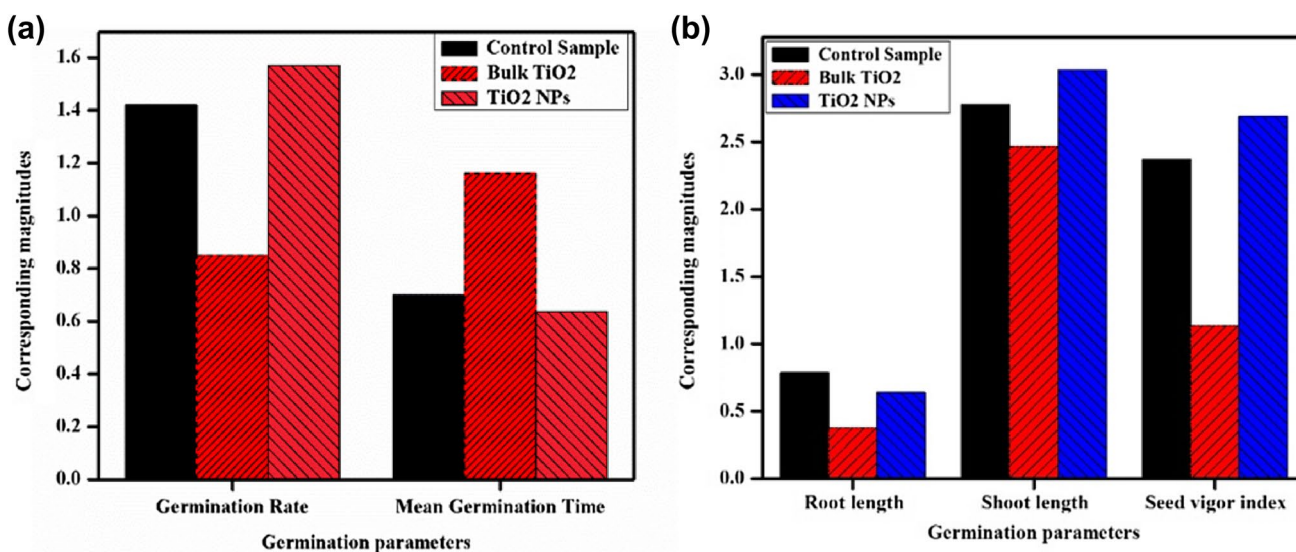 (a)
Control Sample
Bulk TiO2
TiO2 NPs
1.6
1.4
1.2
1.0
0.8
0.6
0.4
0.2
0.0
Corresponding magnitudes
Germination Rate
Mean Germination Time
Germination parameters
(b)
Control Sample
Bulk TiO2
TiO2 NPs
3.0
2.5
2.0
1.5
1.0
0.5
0.0
Corresponding magnitudes
Root length
Shoot length
Seed vigor index
Germination parameters